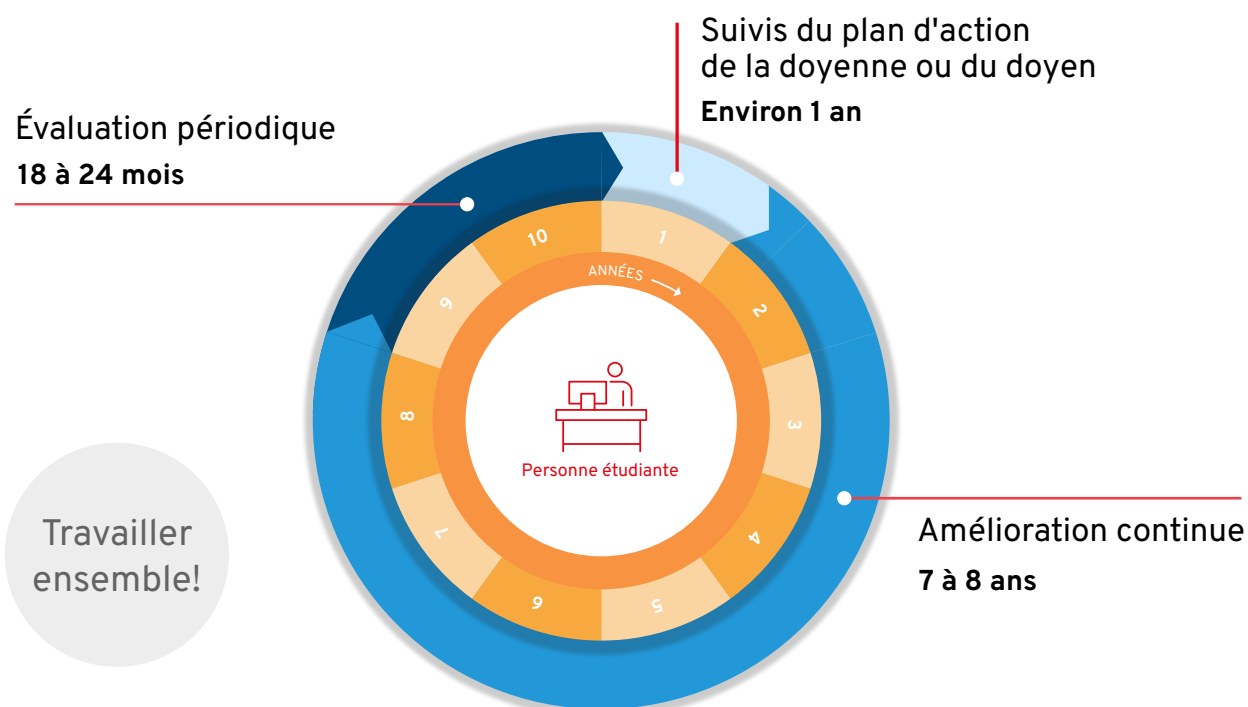 Suivis du plan d'action
de la doyenne ou du doyen
Environ 1 an
Évaluation périodique
18 à 24 mois
ANNÉES
1
2
3
4
5
6
7
8
9
10
Personne étudiante
Travailler
ensemble!
Amélioration continue
7 à 8 ans